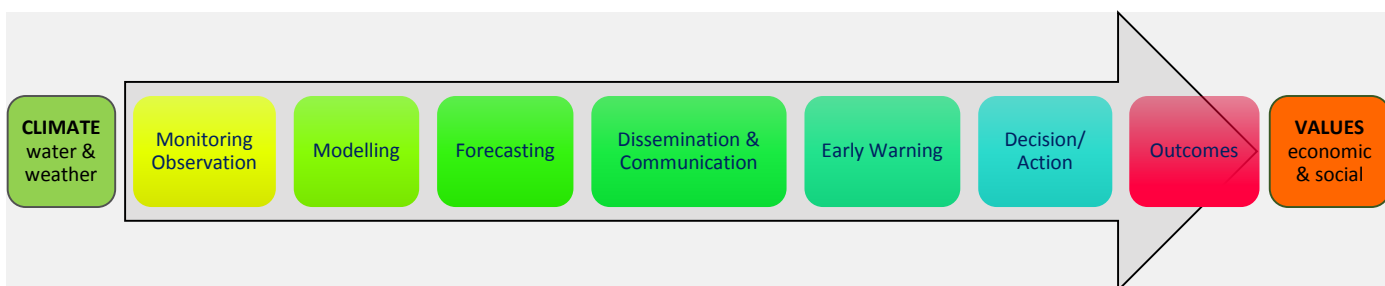 CLIMATE
water &
weather
Monitoring
Observation
Modelling
Forecasting
Dissemination &
Communication
Early Warning
Decision/
Action
Outcomes
VALUES
economic
& social